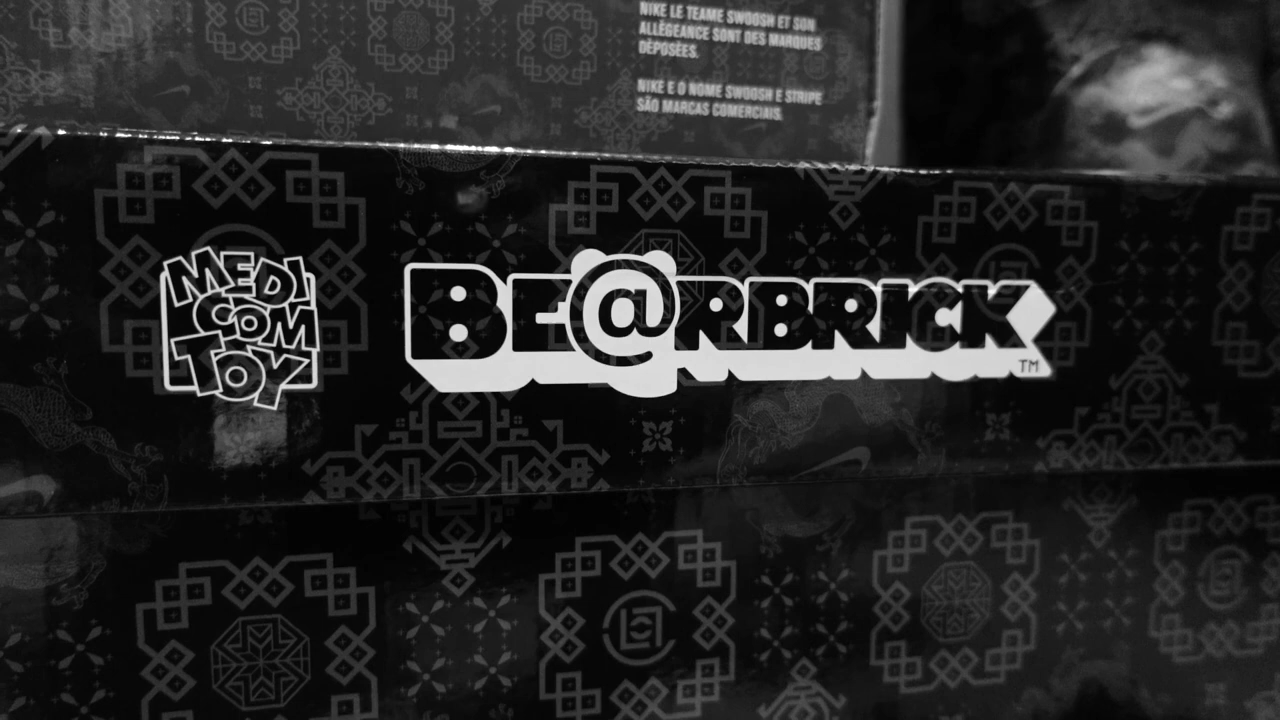 NIKE LE TEAME SWOOSH ET SON
ALLÉGEANCE SONT DES MARQUES
DÉPOSÉES.
NIKE E O NOME SWOOSH E STRIPE
SÃO MARCAS COMERCIAIS.
MEDI
COM
TOY
BE@RBRICK
TM